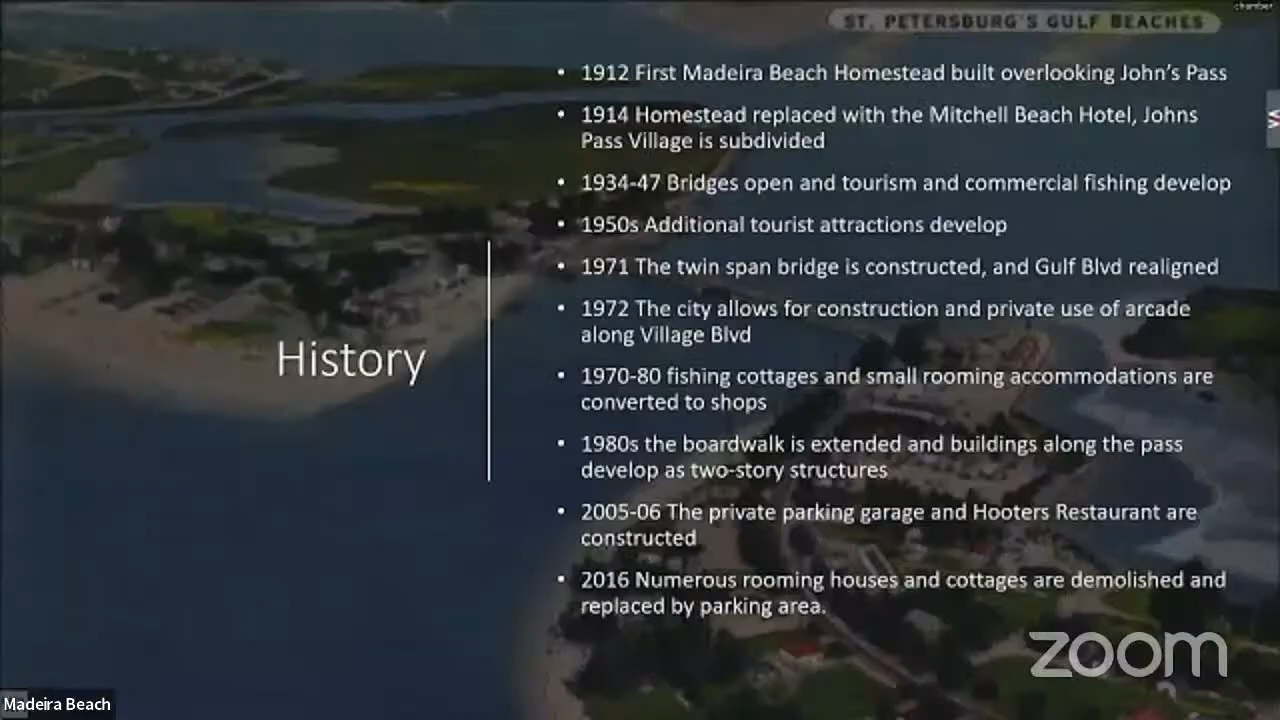 chamber
ST. PETERSBURG'S GULF BEACHES
• 1912 First Madeira Beach Homestead built overlooking John's Pass
• 1914 Homestead replaced with the Mitchell Beach Hotel, Johns
Pass Village is subdivided
• 1934-47 Bridges open and tourism and commercial fishing develop
• 1950s Additional tourist attractions develop
• 1971 The twin span bridge is constructed, and Gulf Blvd realigned
• 1972 The city allows for construction and private use of arcade
along Village Blvd
History
• 1970-80 fishing cottages and small rooming accommodations are
converted to shops
• 1980s the boardwalk is extended and buildings along the pass
develop as two-story structures
• 2005-06 The private parking garage and Hooters Restaurant are
constructed
• 2016 Numerous rooming houses and cottages are demolished and
replaced by parking area.
zoom
Madeira Beach